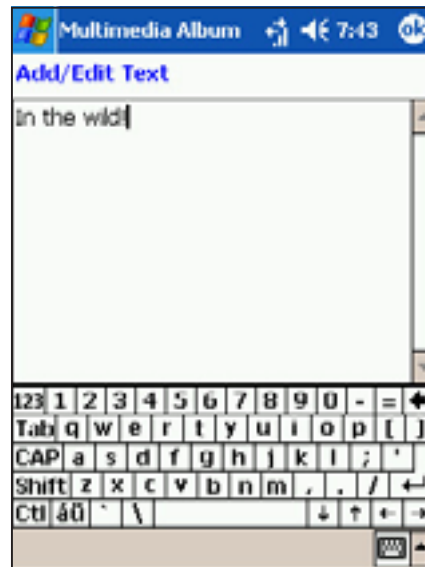 Multimedia Album 7:43 ok
Add/Edit Text
In the wild!
123 1 2 3 4 5 6 7 8 9 0 - =
Tab q w e r t y u i o p [ ]
CAP a s d f g h j k l ; '
Shift z x c v b n m , . /
Ctl áü ` \